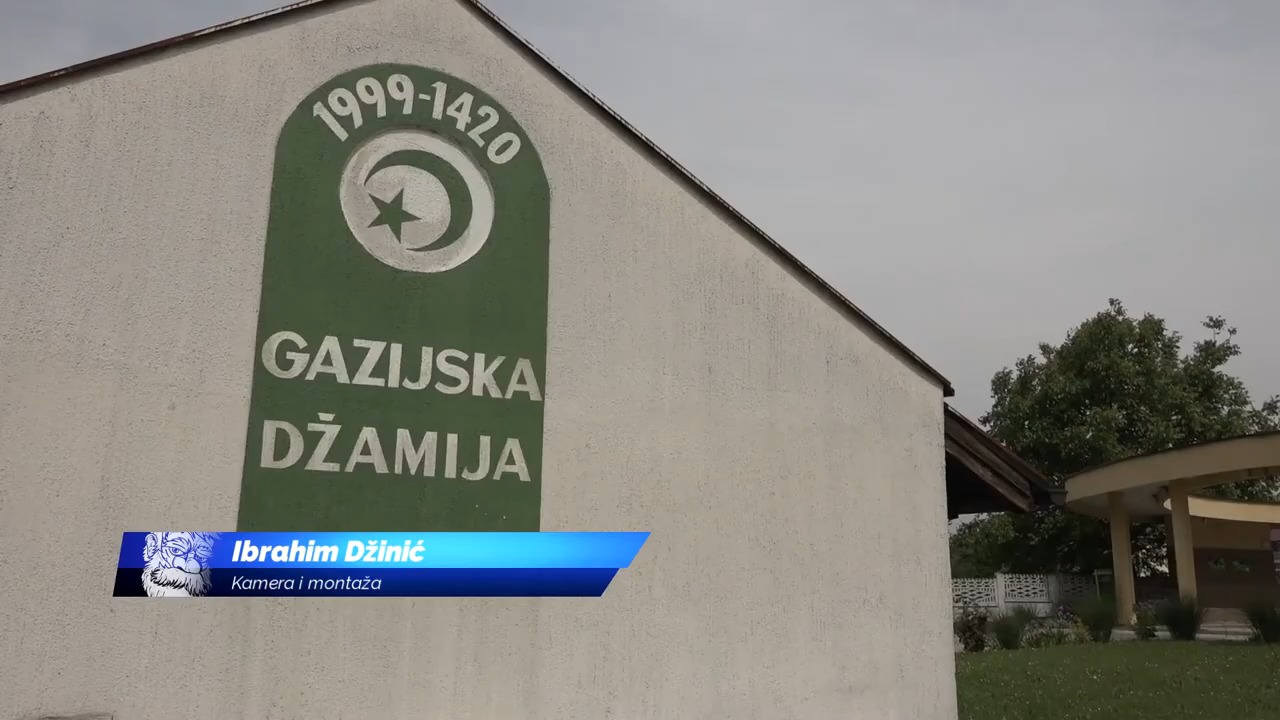 1999-1420
GAZIJSKA
DŽAMIJA
Ibrahim Džinić
Kamera i montaža